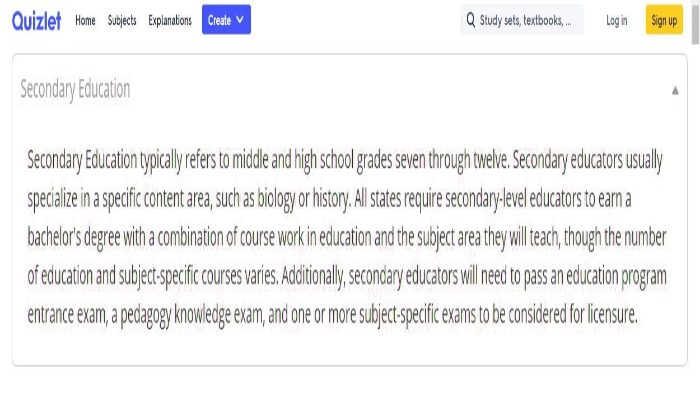 Quizlet Home Subjects Explanations Create Study sets, textbooks, ... Log in Sign up
Secondary Education
Secondary Education typically refers to middle and high school grades seven through twelve. Secondary educators usually
specialize in a specific content area, such as biology or history. All states require secondary-level educators to earn a
bachelor's degree with a combination of course work in education and the subject area they will teach, though the number
of education and subject-specific courses varies. Additionally, secondary educators will need to pass an education program
entrance exam, a pedagogy knowledge exam, and one or more subject-specific exams to be considered for licensure.